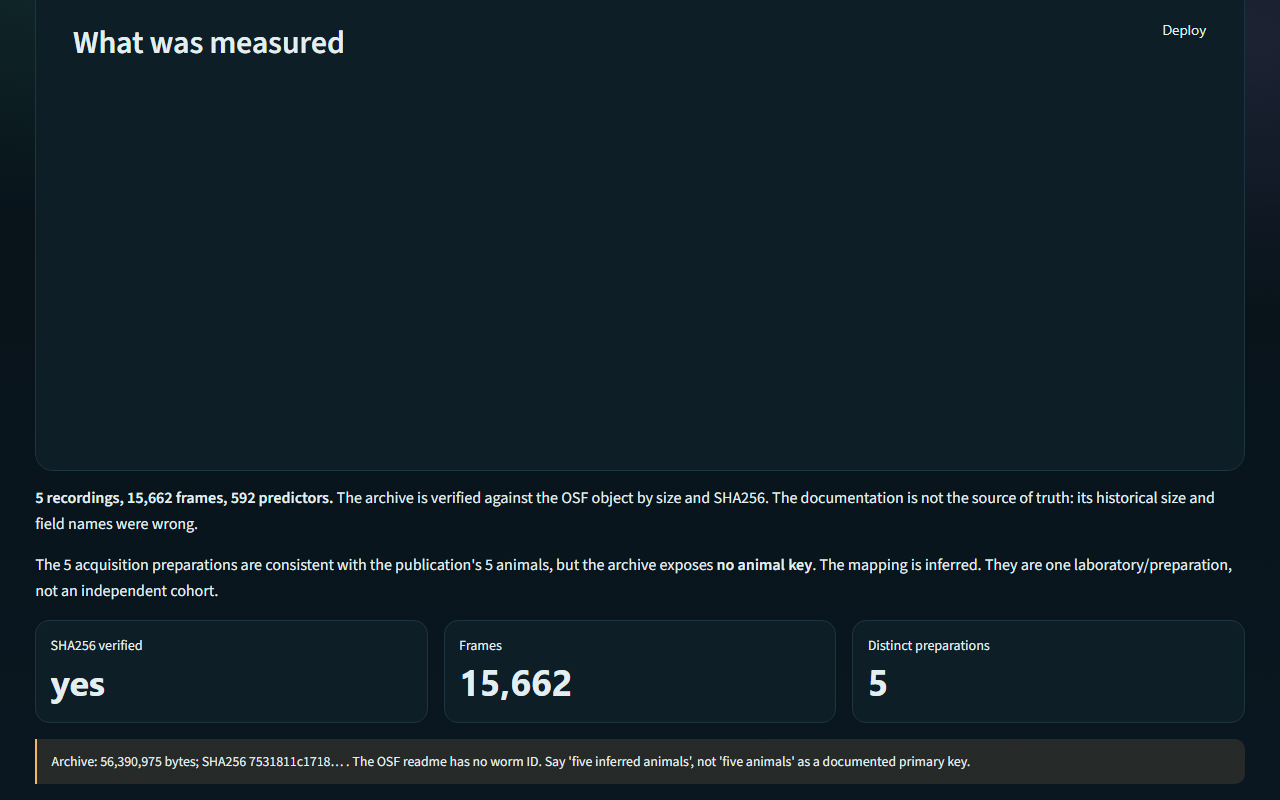 What was measured
Deploy
5 recordings, 15,662 frames, 592 predictors. The archive is verified against the OSF object by size and SHA256. The documentation is not the source of truth: its historical size and
field names were wrong.
The 5 acquisition preparations are consistent with the publication's 5 animals, but the archive exposes no animal key. The mapping is inferred. They are one laboratory/preparation,
not an independent cohort.
SHA256 verified
yes
Frames
15,662
Distinct preparations
5
Archive: 56,390,975 bytes; SHA256 7531811c1718... . The OSF readme has no worm ID. Say 'five inferred animals', not 'five animals' as a documented primary key.